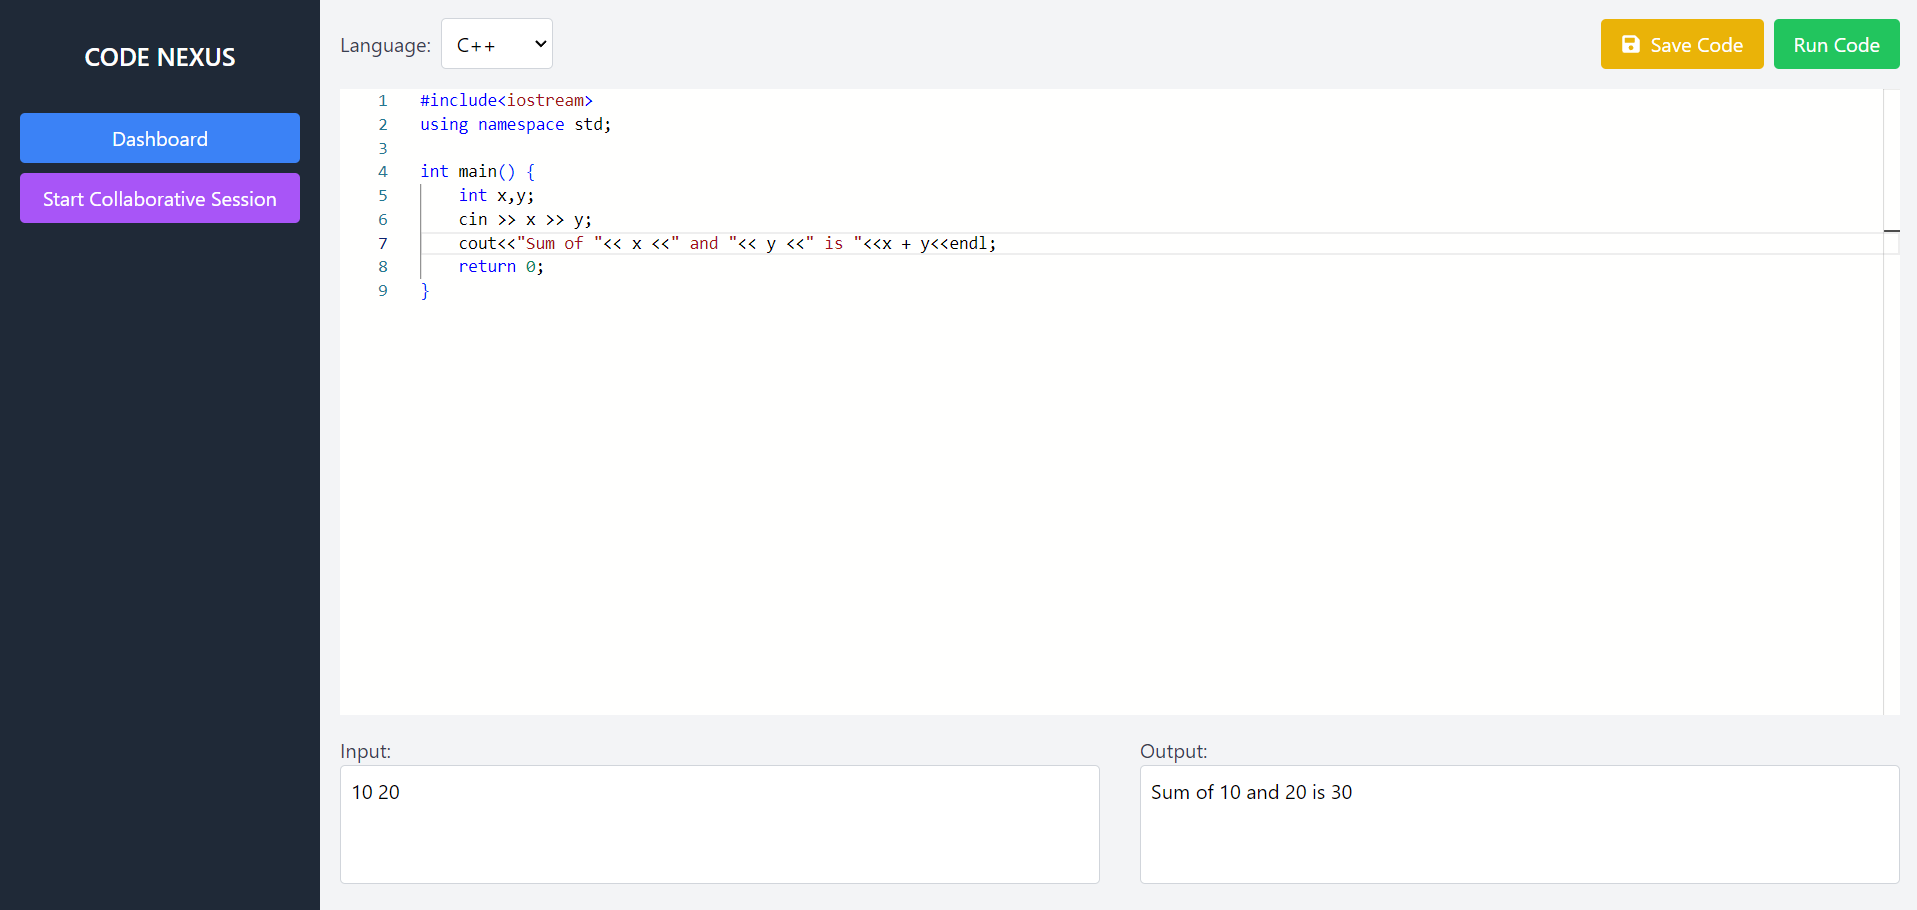 CODE NEXUS
Dashboard
Start Collaborative Session
Language: C++
Save Code
Run Code
1 #include<iostream>
2 using namespace std;
3
4 int main() {
5     int x,y;
6     cin >> x >> y;
7     cout<<"Sum of "<< x <<" and "<< y <<" is "<<x + y<<endl;
8     return 0;
9 }
Input:
10 20
Output:
Sum of 10 and 20 is 30